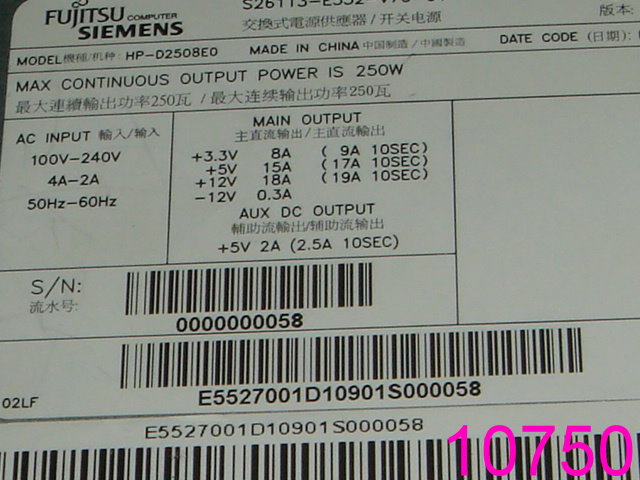 FUJITSU COMPUTER
SIEMENS
交換式電源供應器/开关电源
版本:
MODEL機種/机种: HP-D2508E0 MADE IN CHINA 中国制造/中國製造 DATE CODE (日期):
MAX CONTINUOUS OUTPUT POWER IS 250W
最大連續輸出功率250瓦 /最大连续输出功率250瓦
AC INPUT 輸入/输入
100V-240V
4A-2A
50Hz-60Hz
MAIN OUTPUT
主直流輸出/主直流输出
+3.3V 8A ( 9A 10SEC)
+5V 15A (17A 10SEC)
+12V 18A (19A 10SEC)
-12V 0.3A
AUX DC OUTPUT
輔助流輸出/辅助流输出
+5V 2A (2.5A 10SEC)
S/N:
流水号:
0000000058
02LF
E5527001D10901S000058
E5527001D10901S000058
10750